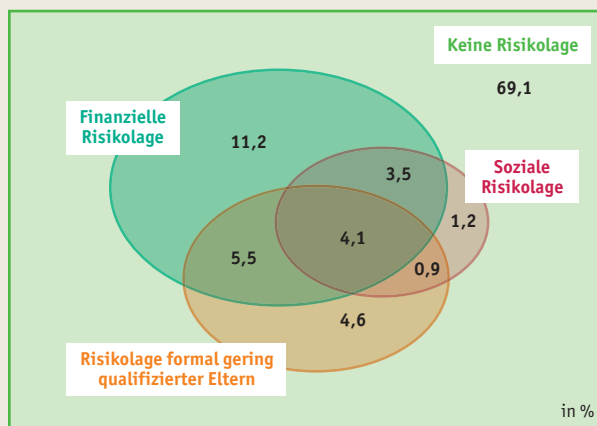 Keine Risikolage
69,1
Finanzielle
Risikolage
11,2
3,5
Soziale
Risikolage
1,2
4,1
5,5
0,9
4,6
Risikolage formal gering
qualifizierter Eltern
in %